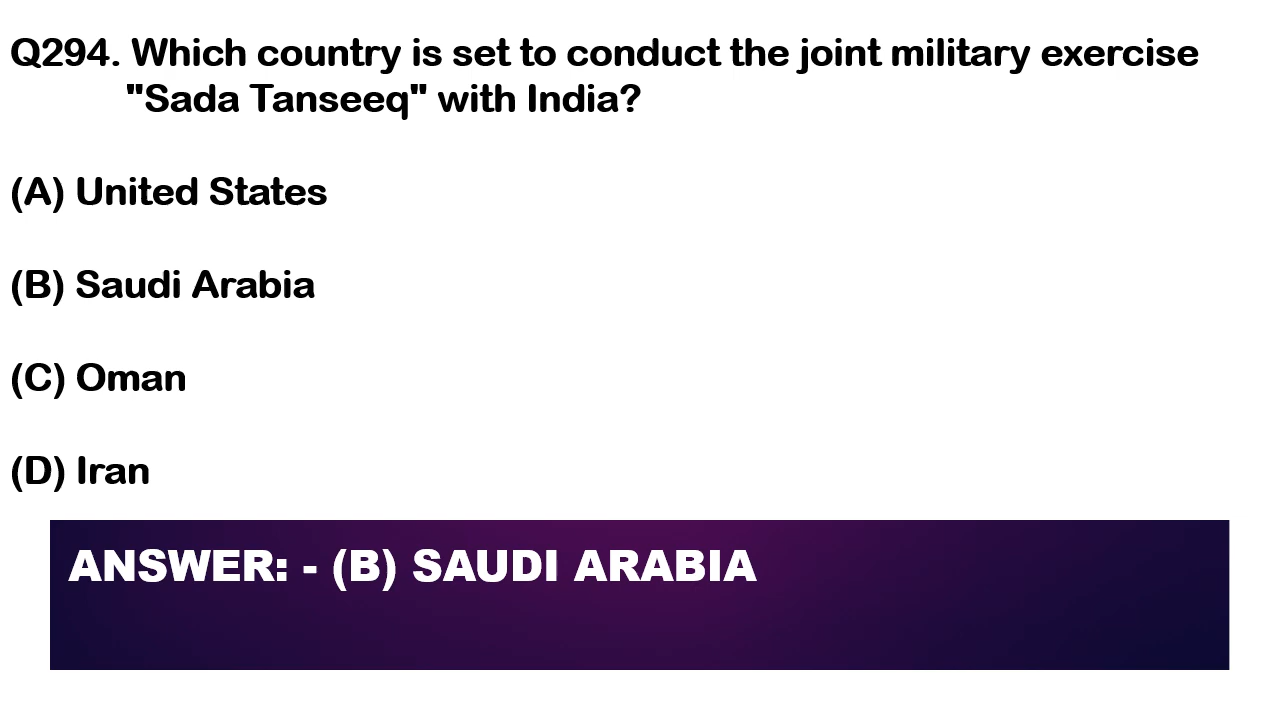 Q294. Which country is set to conduct the joint military exercise
"Sada Tanseeq" with India?
(A) United States
(B) Saudi Arabia
(C) Oman
(D) Iran
ANSWER: - (B) SAUDI ARABIA